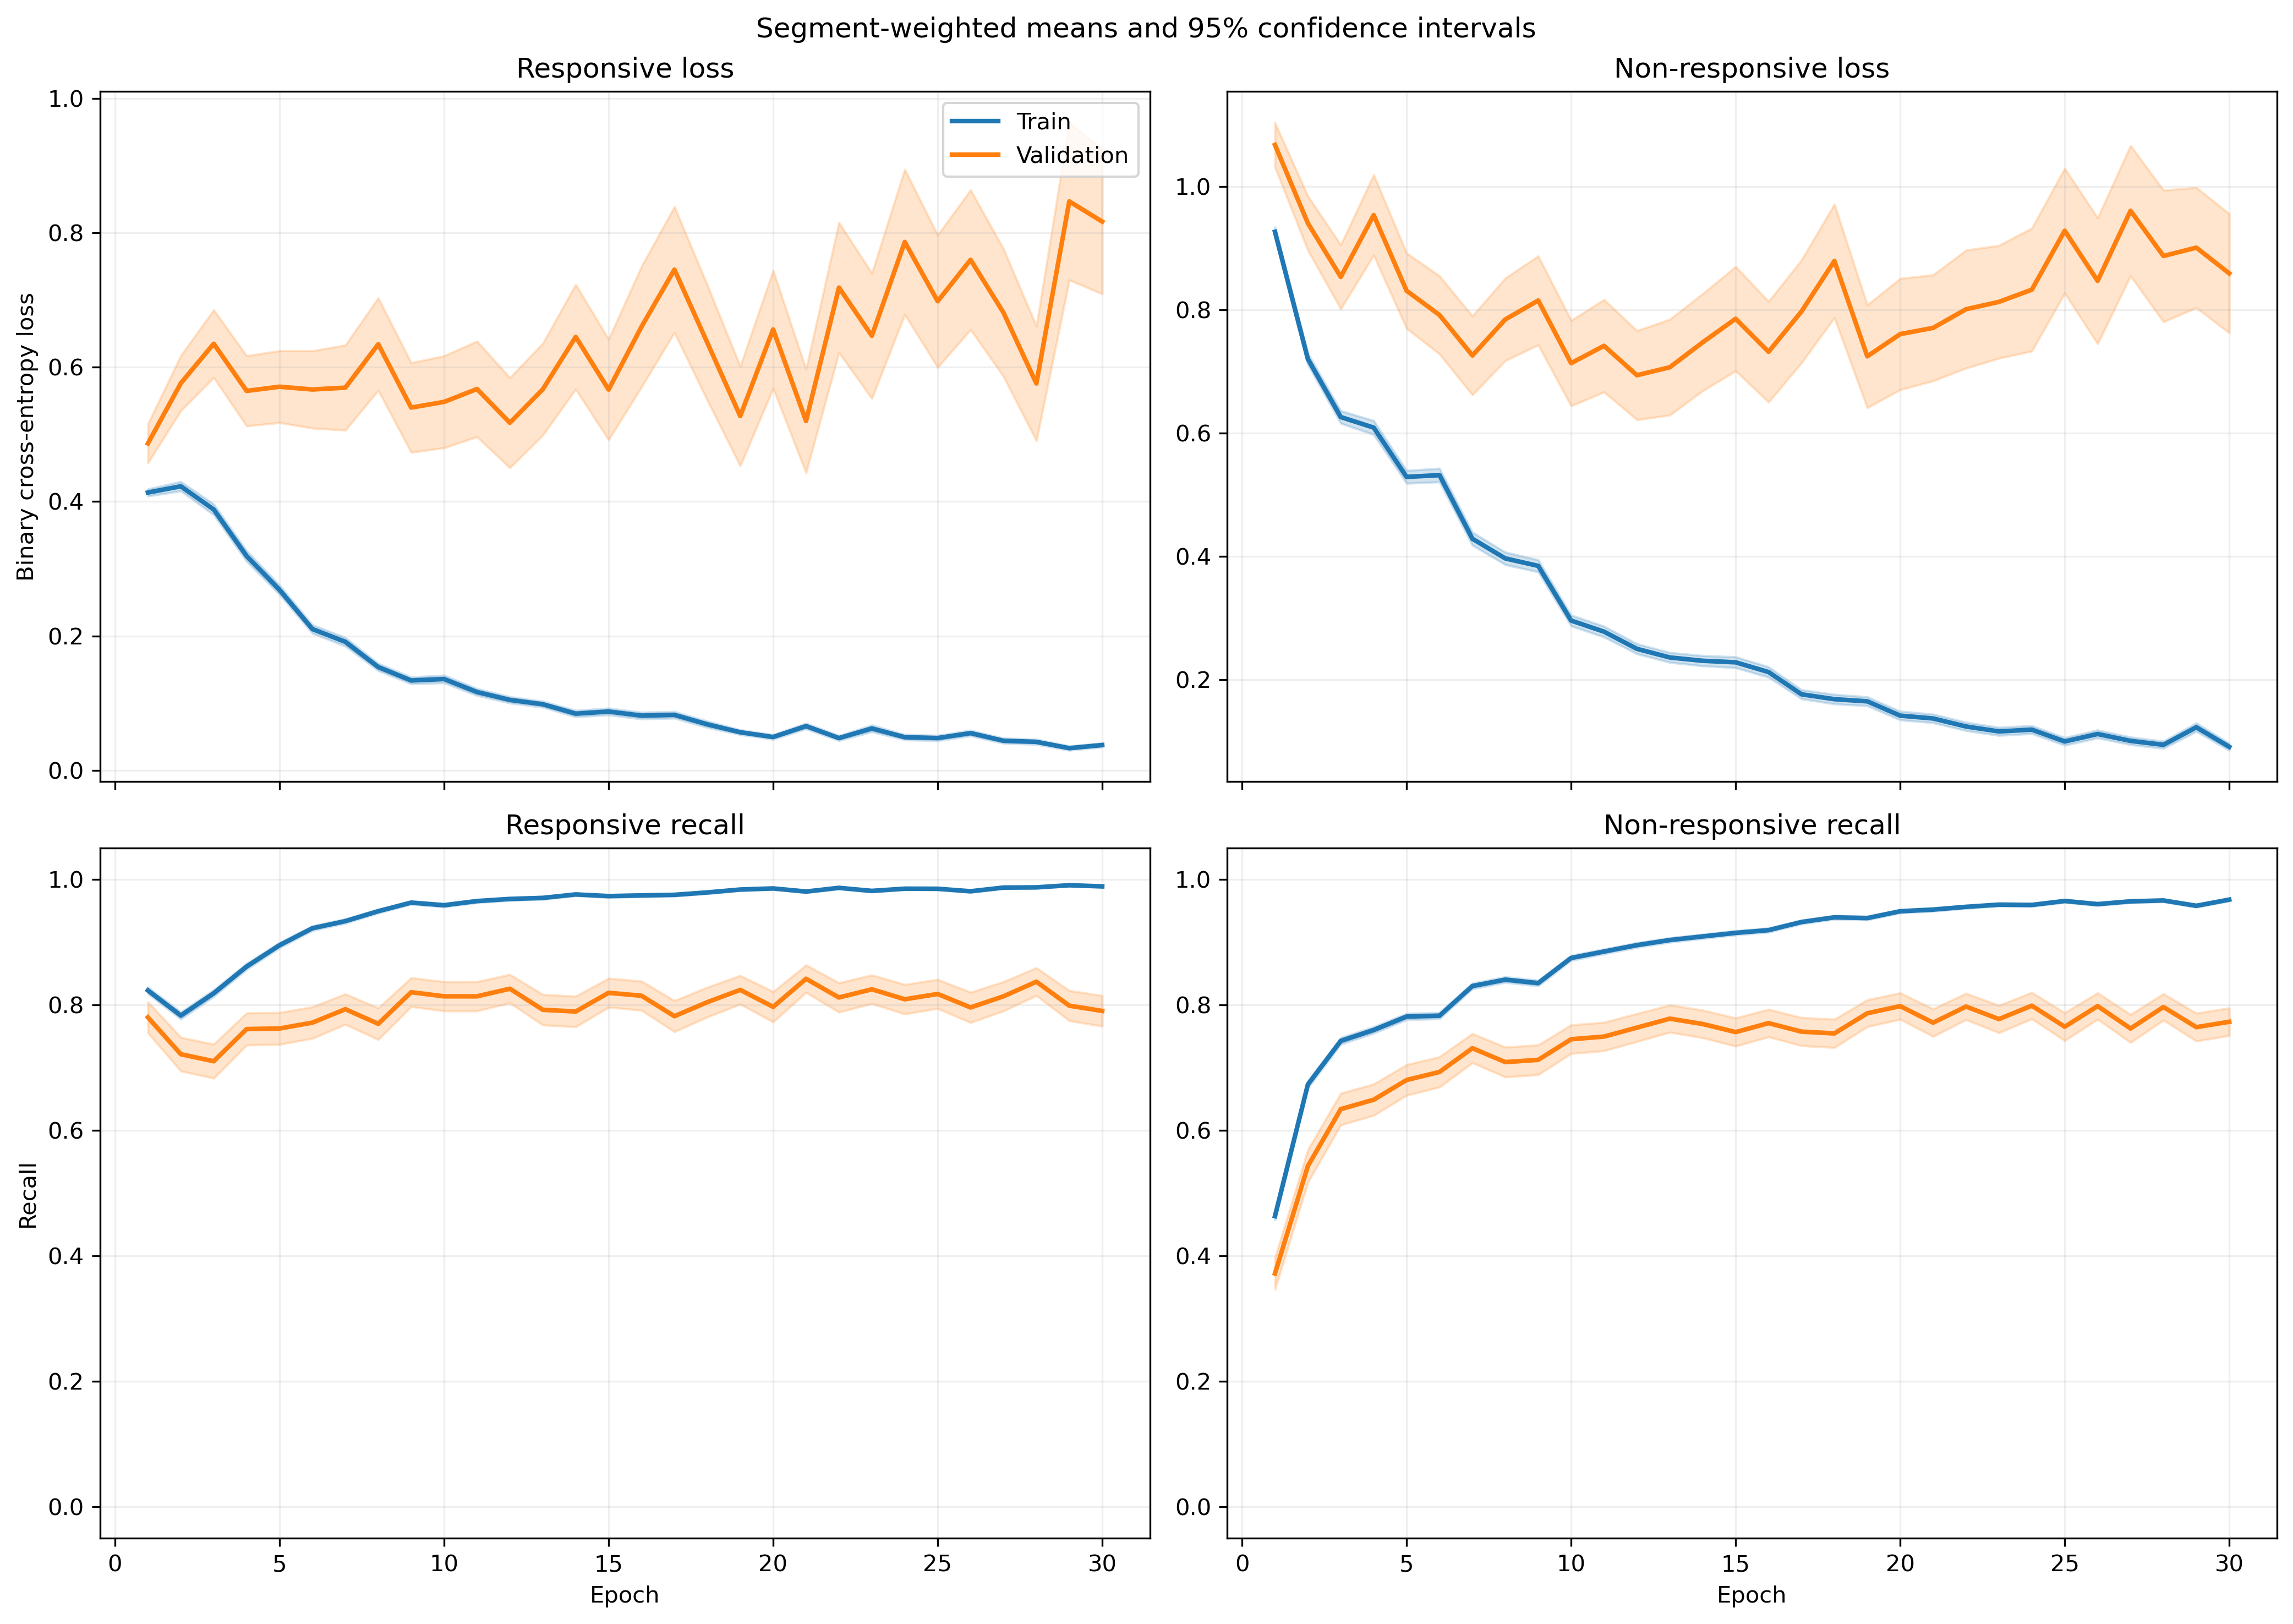 Segment-weighted means and 95% confidence intervals
Responsive loss
Non-responsive loss
Train
Validation
Binary cross-entropy loss
1.0
0.8
0.6
0.4
0.2
0.0
1.0
0.8
0.6
0.4
0.2
Responsive recall
Non-responsive recall
Recall
1.0
0.8
0.6
0.4
0.2
0.0
1.0
0.8
0.6
0.4
0.2
0.0
0 5 10 15 20 25 30
0 5 10 15 20 25 30
Epoch
Epoch